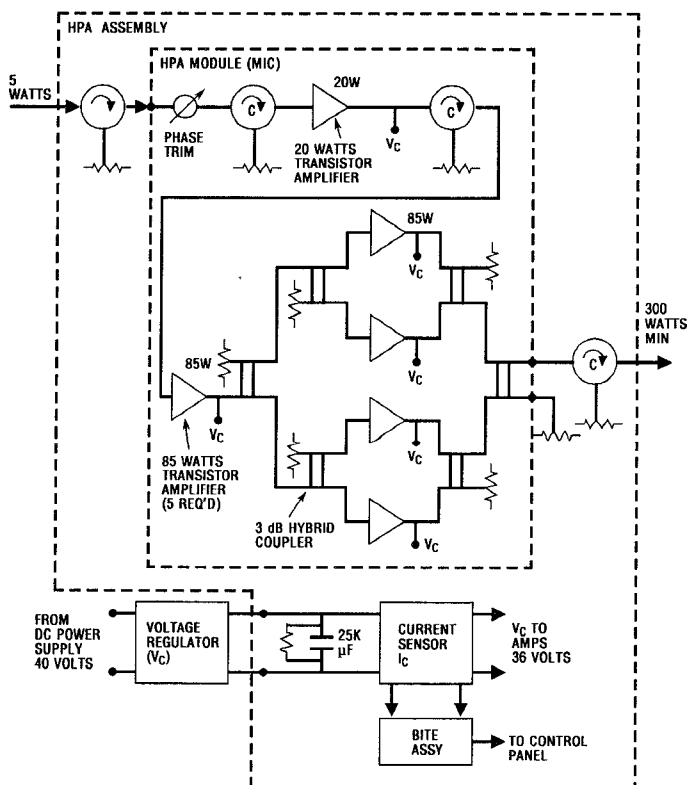 HPA ASSEMBLY
HPA MODULE (MIC)
5
WATTS
C
PHASE
TRIM
C
20W
20 WATTS
TRANSISTOR
AMPLIFIER
VC
C
85W
VC
VC
85W
VC
85 WATTS
TRANSISTOR
AMPLIFIER
(5 REQ'D)
VC
VC
3 dB HYBRID
COUPLER
300
WATTS
MIN
C
FROM
DC POWER
SUPPLY
40 VOLTS
VOLTAGE
REGULATOR
(VC)
25K
µF
CURRENT
SENSOR
IC
VC TO
AMPS
36 VOLTS
BITE
ASSY
TO CONTROL
PANEL